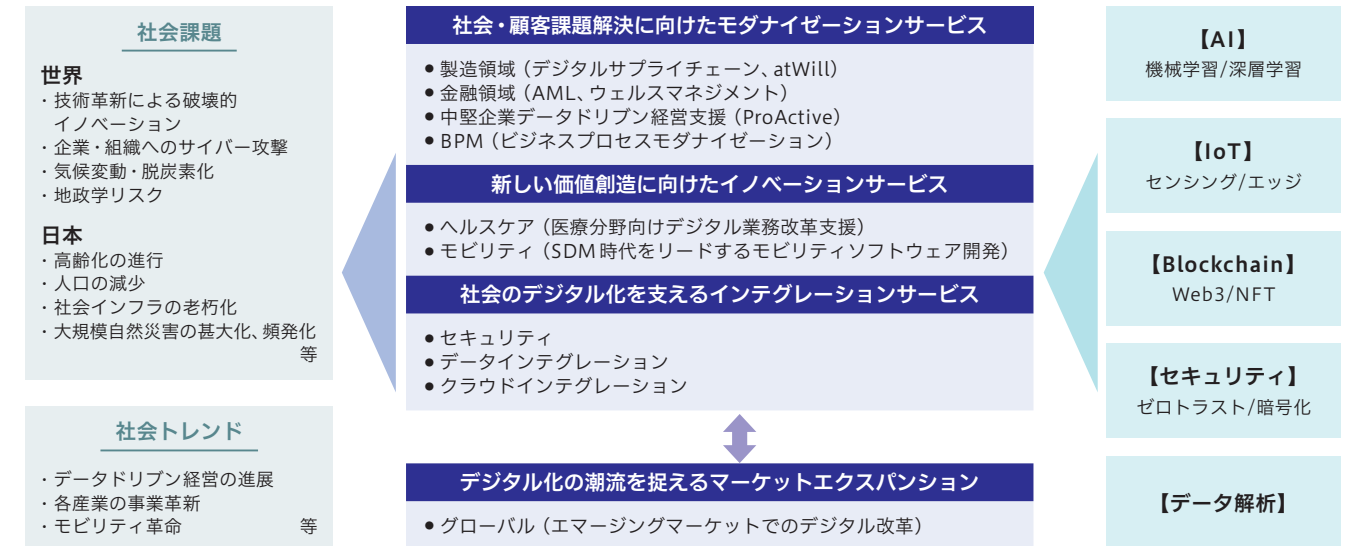 社会課題
世界
・技術革新による破壊的
イノベーション
・企業・組織へのサイバー攻撃
・気候変動・脱炭素化
・地政学リスク
日本
・高齢化の進行
・人口の減少
・社会インフラの老朽化
・大規模自然災害の甚大化、頻発化
等
社会トレンド
・データドリブン経営の進展
・各産業の事業革新
・モビリティ革命 等
社会・顧客課題解決に向けたモダナイゼーションサービス
●製造領域（デジタルサプライチェーン、atWill）
●金融領域（AML、ウェルスマネジメント）
●中堅企業データドリブン経営支援（ProActive）
●BPM（ビジネスプロセスモダナイゼーション）
新しい価値創造に向けたイノベーションサービス
●ヘルスケア（医療分野向けデジタル業務改革支援）
●モビリティ（SDM時代をリードするモビリティソフトウェア開発）
社会のデジタル化を支えるインテグレーションサービス
●セキュリティ
●データインテグレーション
●クラウドインテグレーション
デジタル化の潮流を捉えるマーケットエクスパンション
●グローバル（エマージングマーケットでのデジタル改革）
【AI】
機械学習/深層学習
【IoT】
センシング/エッジ
【Blockchain】
Web3/NFT
【セキュリティ】
ゼロトラスト/暗号化
【データ解析】